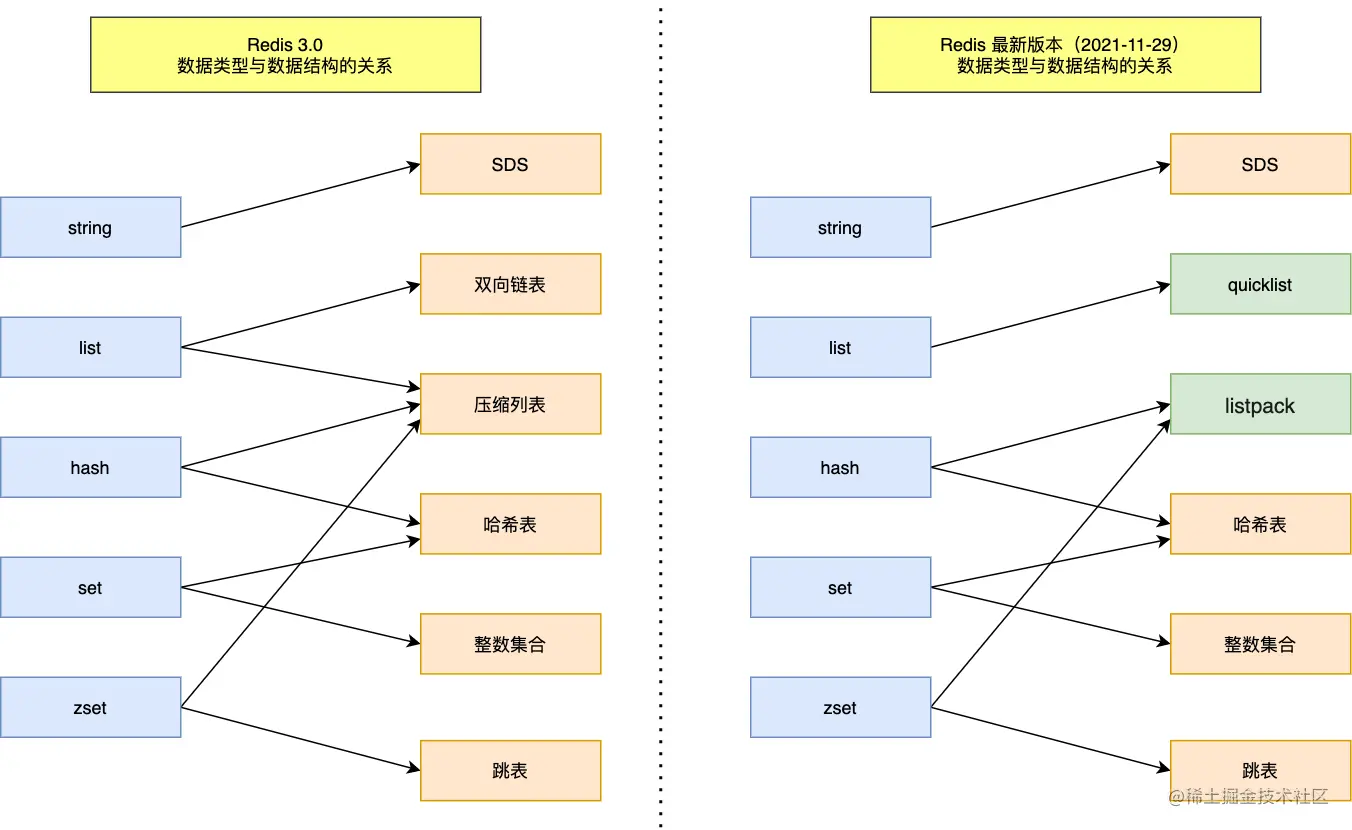 Redis 3.0
数据类型与数据结构的关系
string
list
hash
set
zset
SDS
双向链表
压缩列表
哈希表
整数集合
跳表
Redis 最新版本（2021-11-29）
数据类型与数据结构的关系
string
list
hash
set
zset
SDS
quicklist
listpack
哈希表
整数集合
跳表
@稀土掘金技术社区